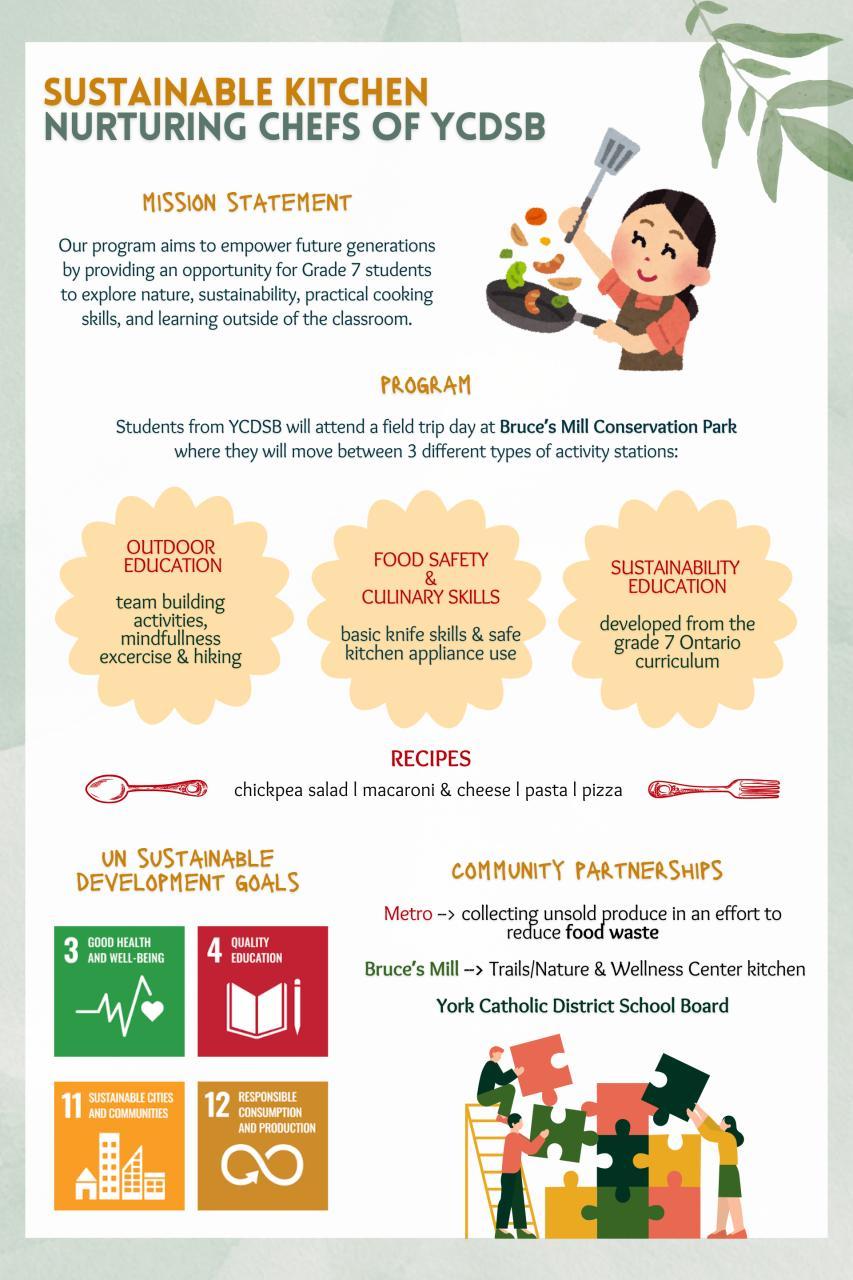 SUSTAINABLE KITCHEN
NURTURING CHEFS OF YCDSB
MISSION STATEMENT
Our program aims to empower future generations
by providing an opportunity for Grade 7 students
to explore nature, sustainability, practical cooking
skills, and learning outside of the classroom.
PROGRAM
Students from YCDSB will attend a field trip day at Bruce's Mill Conservation Park
where they will move between 3 different types of activity stations:
OUTDOOR
EDUCATION
team building
activities,
mindfullness
excercise & hiking
FOOD SAFETY
&
CULINARY SKILLS
basic knife skills & safe
kitchen appliance use
SUSTAINABILITY
EDUCATION
developed from the
grade 7 Ontario
curriculum
RECIPES
chickpea salad | macaroni & cheese | pasta | pizza
UN SUSTAINABLE
DEVELOPMENT GOALS
3 GOOD HEALTH
AND WELL-BEING
4 QUALITY
EDUCATION
11 SUSTAINABLE CITIES
AND COMMUNITIES
12 RESPONSIBLE
CONSUMPTION
AND PRODUCTION
COMMUNITY PARTNERSHIPS
Metro --> collecting unsold produce in an effort to
reduce food waste
Bruce's Mill --> Trails/Nature & Wellness Center kitchen
York Catholic District School Board